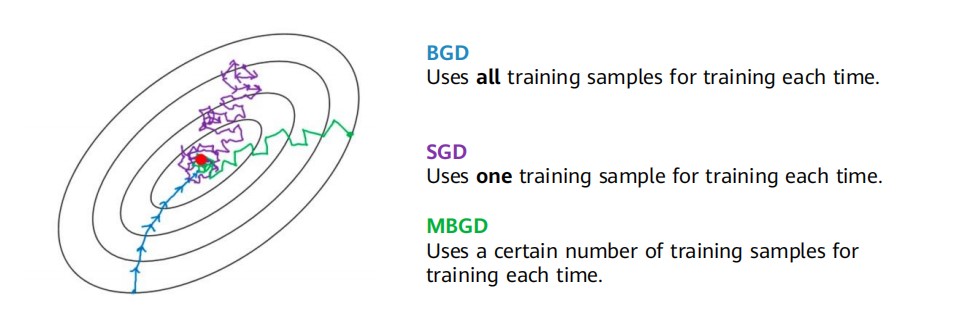 BGD
Uses all training samples for training each time.
SGD
Uses one training sample for training each time.
MBGD
Uses a certain number of training samples for
training each time.